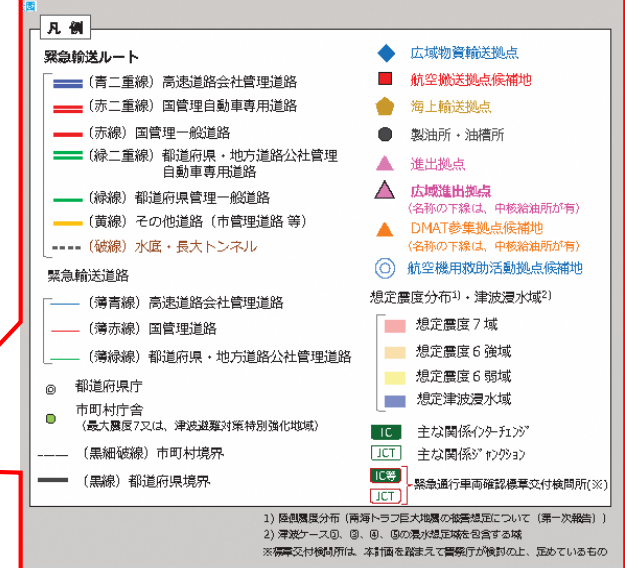 凡 例
緊急輸送ルート
(青二重線) 高速道路会社管理道路
(赤二重線) 国管理自動車専用道路
(赤線) 国管理一般道路
(緑二重線) 都道府県・地方道路公社管理
自動車専用道路
(緑線) 都道府県管理一般道路
(黄線) その他道路 (市管理道路 等)
(破線) 水底・長大トンネル
緊急輸送道路
(薄青線) 高速道路会社管理道路
(薄赤線) 国管理道路
(薄緑線) 都道府県・地方道路公社管理道路
都道府県庁
市町村庁舎
(最大震度7又は、津波避難対策特別強化地域)
(黒細破線) 市町村境界
(黒線) 都道府県境界
広域物資輸送拠点
航空搬送拠点候補地
海上輸送拠点
製油所・油槽所
進出拠点
広域進出拠点
(名称の下線は、中核給油所が有)
DMAT参集拠点候補地
(名称の下線は、中核給油所が有)
航空機用救助活動拠点候補地
想定震度分布1)・津波浸水域2)
想定震度7域
想定震度6強域
想定震度6弱域
想定津波浸水域
IC 主な関係インターチェンジ
JCT 主な関係ジャンクション
IC等
JCT
緊急通行車両確認標章交付検問所(※)
1) 陸側震度分布 (南海トラフ巨大地震の被害想定について (第一次報告) )
2) 津波ケース①、③、④、⑤の浸水想定域を包含する域
※標章交付検問所は、本計画を踏まえて警察庁が検討の上、定めているもの